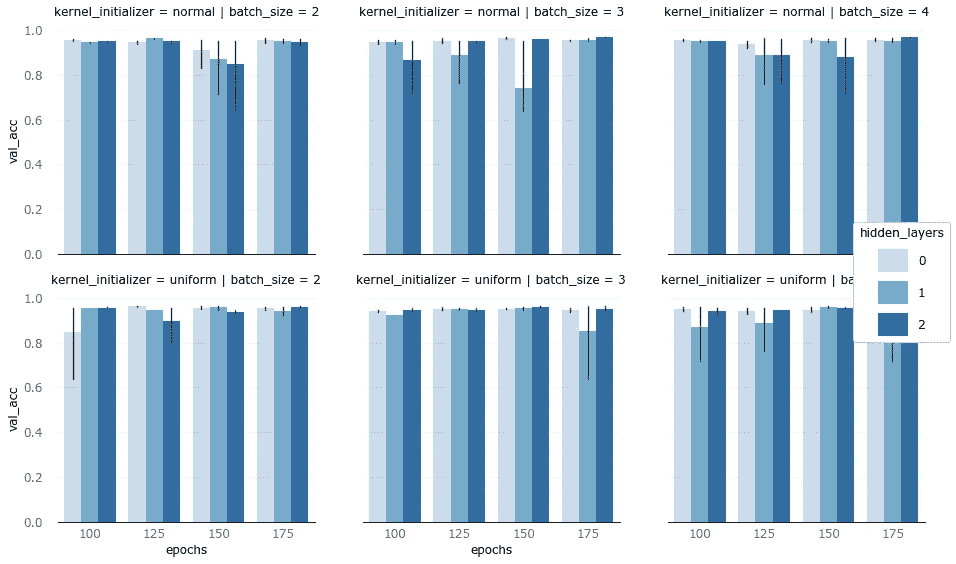 kernel_initializer = normal | batch_size = 2
kernel_initializer = normal | batch_size = 3
kernel_initializer = normal | batch_size = 4
1.0
0.8
0.6
0.4
0.2
0.0
val_acc
hidden_layers
0
1
2
kernel_initializer = uniform | batch_size = 2
kernel_initializer = uniform | batch_size = 3
kernel_initializer = uniform | ba
1.0
0.8
0.6
0.4
0.2
0.0
val_acc
100 125 150 175
epochs
100 125 150 175
epochs
100 125 150 175
epochs